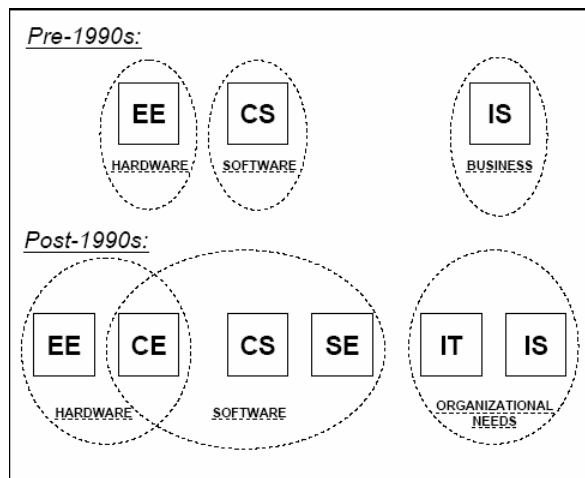 Pre-1990s:
EE CS IS
HARDWARE SOFTWARE BUSINESS
Post-1990s:
EE CE CS SE IT IS
HARDWARE SOFTWARE ORGANIZATIONAL
NEEDS